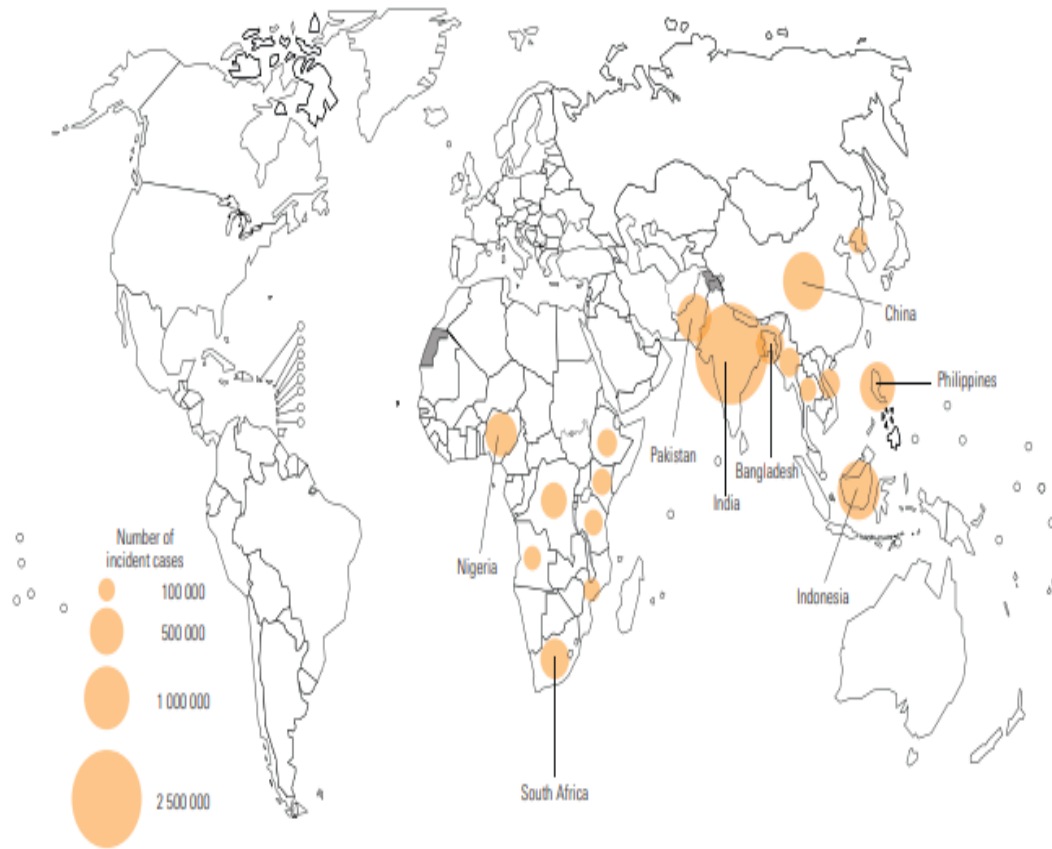 China
Philippines
Pakistan
Bangladesh
India
Nigeria
Indonesia
South Africa
Number of
incident cases
100 000
500 000
1 000 000
2 500 000